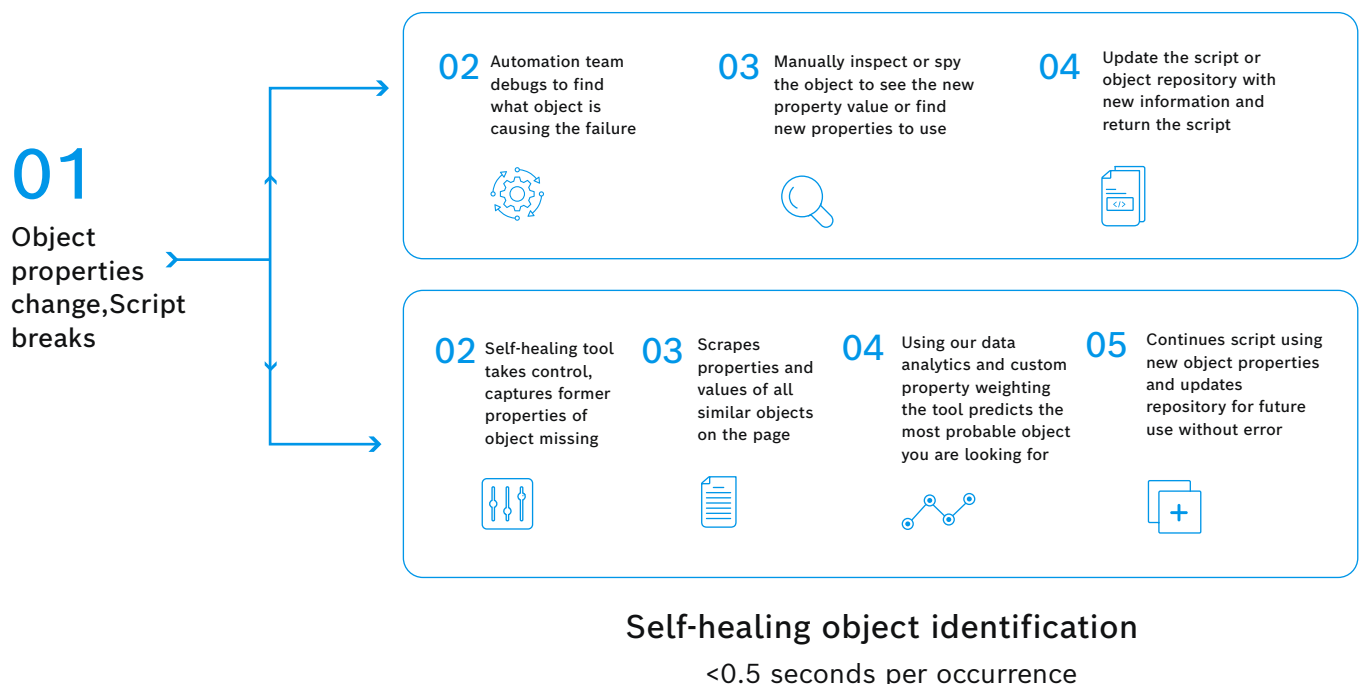 01
Object
properties
change,Script
breaks
02
Automation team
debugs to find
what object is
causing the failure
03
Manually inspect or spy
the object to see the new
property value or find
new properties to use
04
Update the script or
object repository with
new information and
return the script
</>
02
Self-healing tool
takes control,
captures former
properties of
object missing
03
Scrapes
properties and
values of all
similar objects
on the page
04
Using our data
analytics and custom
property weighting
the tool predicts the
most probable object
you are looking for
05
Continues script using
new object properties
and updates
repository for future
use without error
Self-healing object identification
<0.5 seconds per occurrence